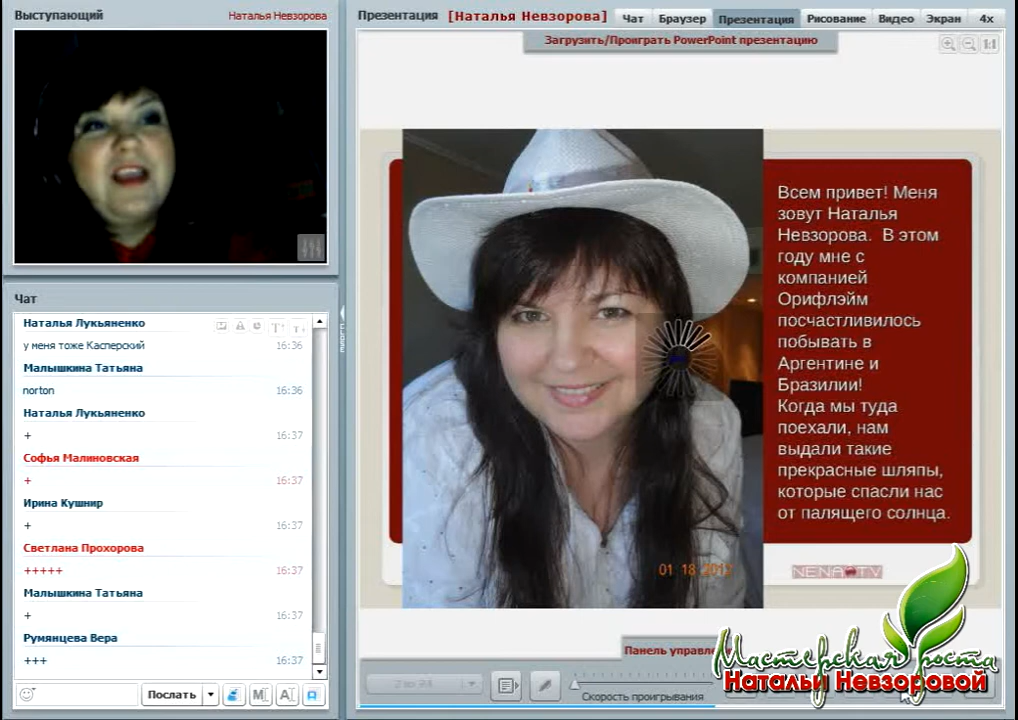 Выступающий
Наталья Невзорова
Чат
Наталья Лукьяненко
у меня тоже Касперский 16:36
Малышкина Татьяна
norton 16:36
Наталья Лукьяненко
+ 16:37
Софья Малиновская
+ 16:37
Ирина Кушнир
+ 16:37
Светлана Прохорова
+++++ 16:37
Малышкина Татьяна
+ 16:37
Румянцева Вера
+++ 16:37
Послать
Презентация [Наталья Невзорова] Чат Браузер Презентация Рисование Видео Экран 4x
Загрузить/Проиграть PowerPoint презентацию
1:1
Всем привет! Меня
зовут Наталья
Невзорова. В этом
году мне с
компанией
Орифлэйм
посчастливилось
побывать в
Аргентине и
Бразилии!
Когда мы туда
поехали, нам
выдали такие
прекрасные шляпы,
которые спасли нас
от палящего солнца.
NENA TV
Мастерская роста
Натальи Невзоровой
Скорость проигрывания